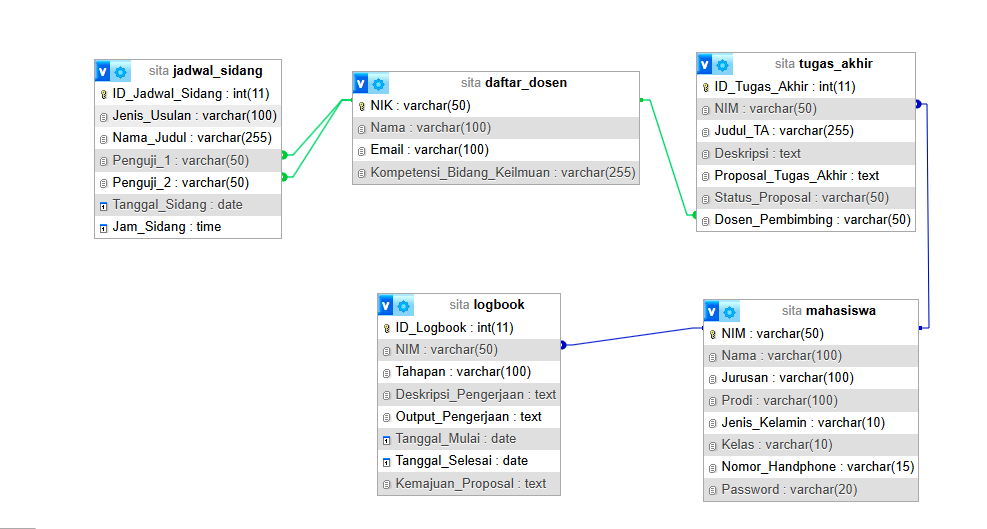 sita jadwal_sidang
ID_Jadwal_Sidang : int(11)
Jenis_Usulan : varchar(100)
Nama_Judul : varchar(255)
Penguji_1 : varchar(50)
Penguji_2 : varchar(50)
Tanggal_Sidang : date
Jam_Sidang : time
sita daftar_dosen
NIK : varchar(50)
Nama : varchar(100)
Email : varchar(100)
Kompetensi_Bidang_Keilmuan : varchar(255)
sita tugas_akhir
ID_Tugas_Akhir : int(11)
NIM : varchar(50)
Judul_TA : varchar(255)
Deskripsi : text
Proposal_Tugas_Akhir : text
Status_Proposal : varchar(50)
Dosen_Pembimbing : varchar(50)
sita logbook
ID_Logbook : int(11)
NIM : varchar(50)
Tahapan : varchar(100)
Deskripsi_Pengerjaan : text
Output_Pengerjaan : text
Tanggal_Mulai : date
Tanggal_Selesai : date
Kemajuan_Proposal : text
sita mahasiswa
NIM : varchar(50)
Nama : varchar(100)
Jurusan : varchar(100)
Prodi : varchar(100)
Jenis_Kelamin : varchar(10)
Kelas : varchar(10)
Nomor_Handphone : varchar(15)
Password : varchar(20)